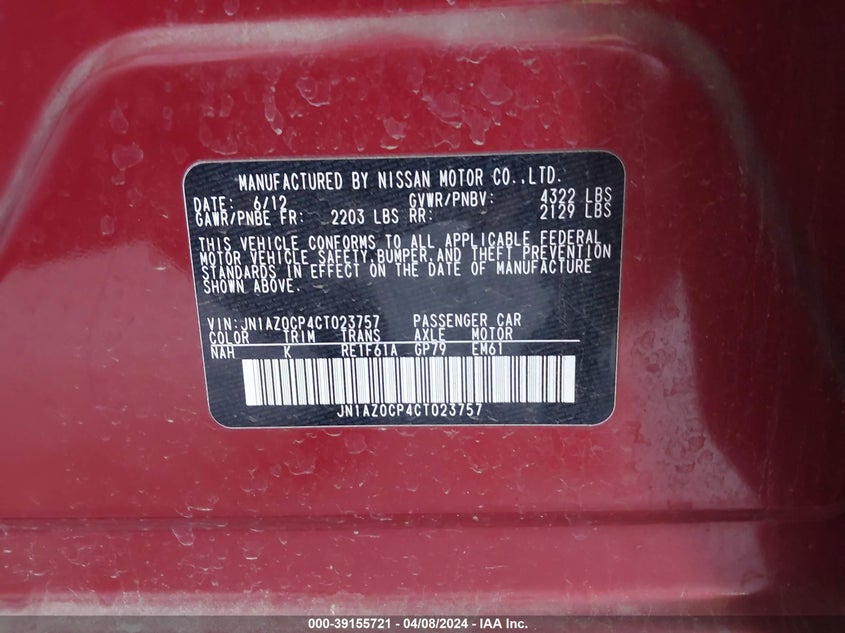 MANUFACTURED BY NISSAN MOTOR CO.,LTD.
DATE: 6/12 GVWR/PNBV: 4322 LBS
GAWR/PNBE FR: 2203 LBS RR: 2129 LBS
THIS VEHICLE CONFORMS TO ALL APPLICABLE FEDERAL
MOTOR VEHICLE SAFETY,BUMPER,AND THEFT PREVENTION
STANDARDS IN EFFECT ON THE DATE OF MANUFACTURE
SHOWN ABOVE.
VIN:JN1AZ0CP4CT023757 PASSENGER CAR
COLOR TRIM TRANS AXLE MOTOR
NAH K RE1F61A GP79 EM61
JN1AZ0CP4CT023757
000-39155721 - 04/08/2024 - IAA Inc.